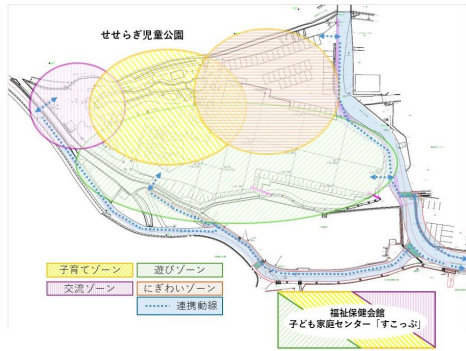 せせらぎ児童公園
子育てゾーン
遊びゾーン
交流ゾーン
にぎわいゾーン
連携動線
福祉保健会館
子ども家庭センター「すこっぷ」